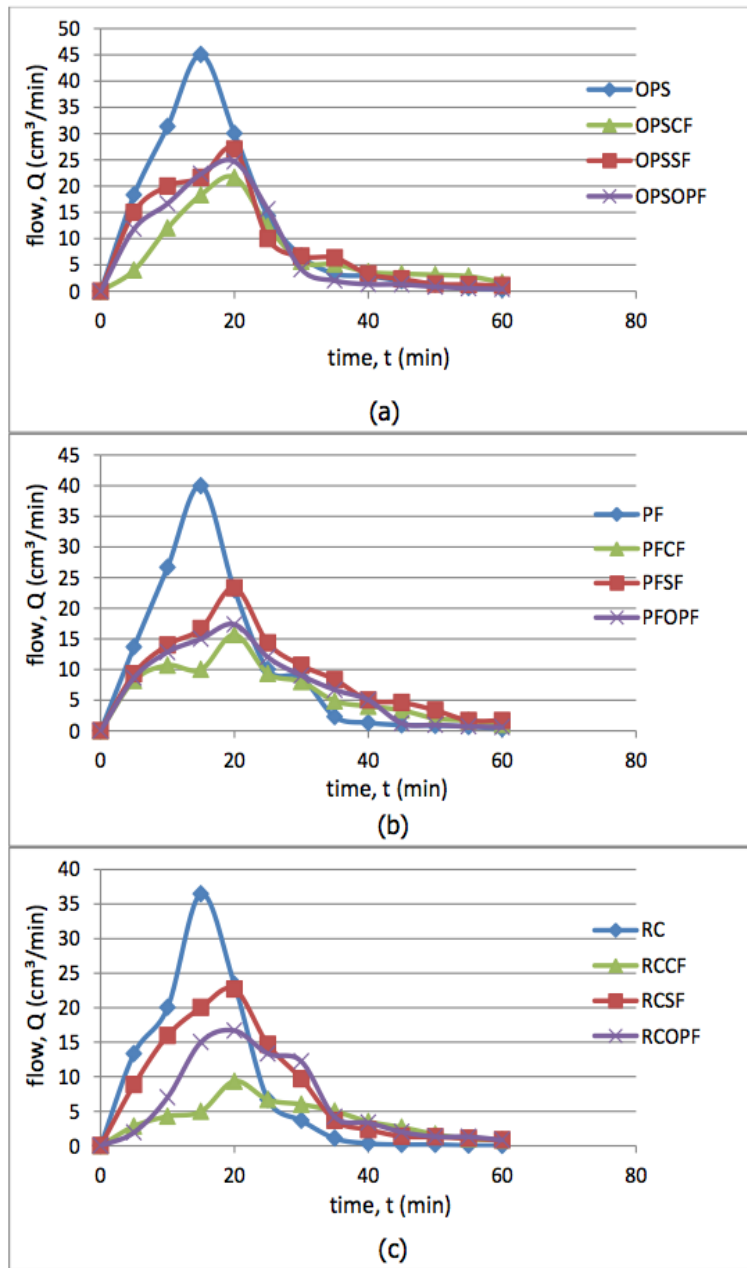 50
45
40
35
30
25
20
15
10
5
0
flow, Q (cm³/min)
0 20 40 60 80
time, t (min)
OPS
OPSCF
OPSSF
OPSOPF
(a)
45
40
35
30
25
20
15
10
5
0
flow, Q (cm³/min)
0 20 40 60 80
time, t (min)
PF
PFCF
PFSF
PFOPF
(b)
40
35
30
25
20
15
10
5
0
flow, Q (cm³/min)
0 20 40 60 80
time, t (min)
RC
RCCF
RCSF
RCOPF
(c)